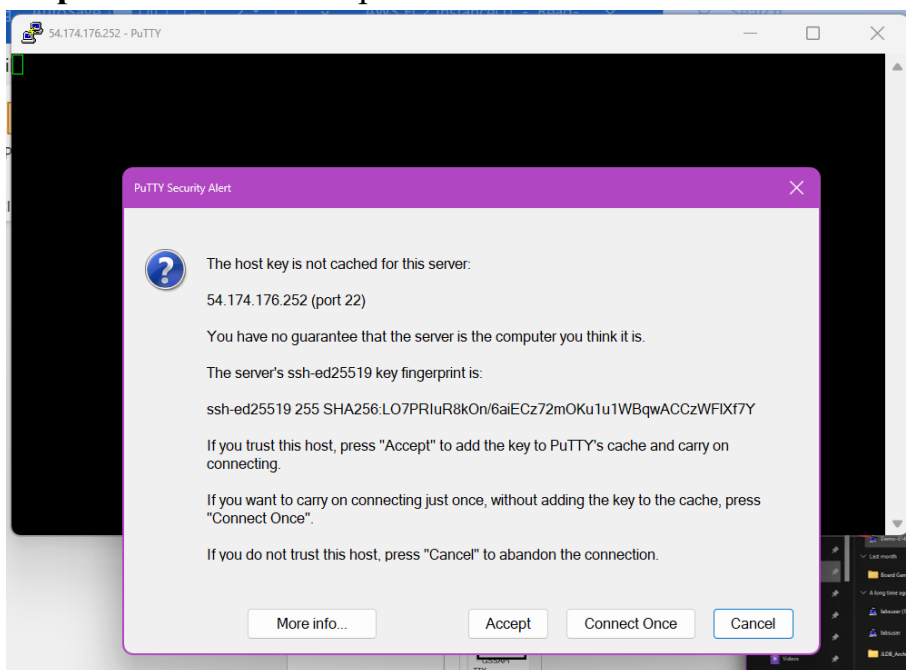 54.174.176.252 - PuTTY
PuTTY Security Alert
The host key is not cached for this server:
54.174.176.252 (port 22)
You have no guarantee that the server is the computer you think it is.
The server's ssh-ed25519 key fingerprint is:
ssh-ed25519 255 SHA256:LO7PRIuR8kOn/6aiECz72mOKu1u1WBqwACCzWFIXf7Y
If you trust this host, press "Accept" to add the key to PuTTY's cache and carry on
connecting.
If you want to carry on connecting just once, without adding the key to the cache, press
"Connect Once".
If you do not trust this host, press "Cancel" to abandon the connection.
More info...
Accept
Connect Once
Cancel
Last month
Board Gam
A long time ag
labsuser
Videos